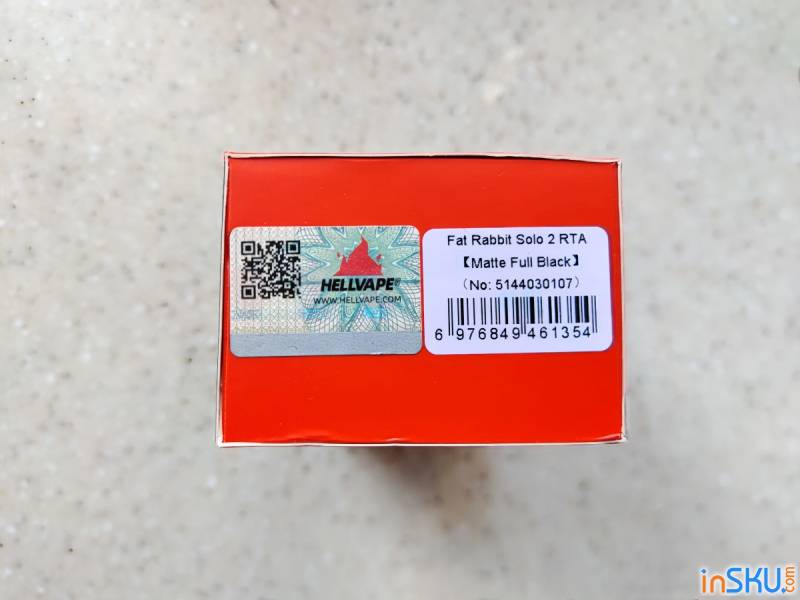 HELLVAPE®
WWW.HELLVAPE.COM
Fat Rabbit Solo 2 RTA
【Matte Full Black】
（No: 5144030107）
6 976849 461354
inSKU.com